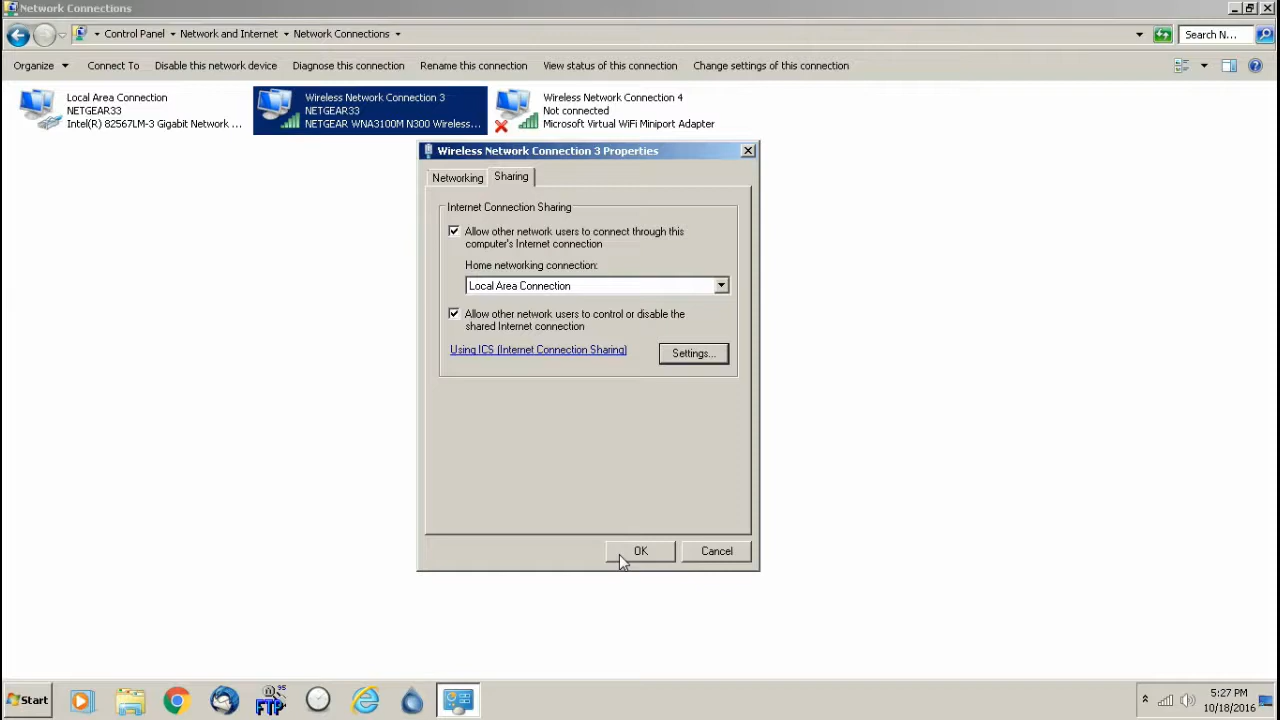 Network Connections
Control Panel
Network and Internet
Network Connections
Search N...
Organize
Connect To
Disable this network device
Diagnose this connection
Rename this connection
View status of this connection
Change settings of this connection
Local Area Connection
NETGEAR33
Intel(R) 82567LM-3 Gigabit Network ...
Wireless Network Connection 3
NETGEAR33
NETGEAR WNA3100M N300 Wireless...
Wireless Network Connection 4
Not connected
Microsoft Virtual WiFi Miniport Adapter
Wireless Network Connection 3 Properties
Networking
Sharing
Internet Connection Sharing
Allow other network users to connect through this
computer's Internet connection
Home networking connection:
Local Area Connection
Allow other network users to control or disable the
shared Internet connection
Using ICS (Internet Connection Sharing)
Settings...
OK
Cancel
Start
FTP
5:27 PM
10/18/2016